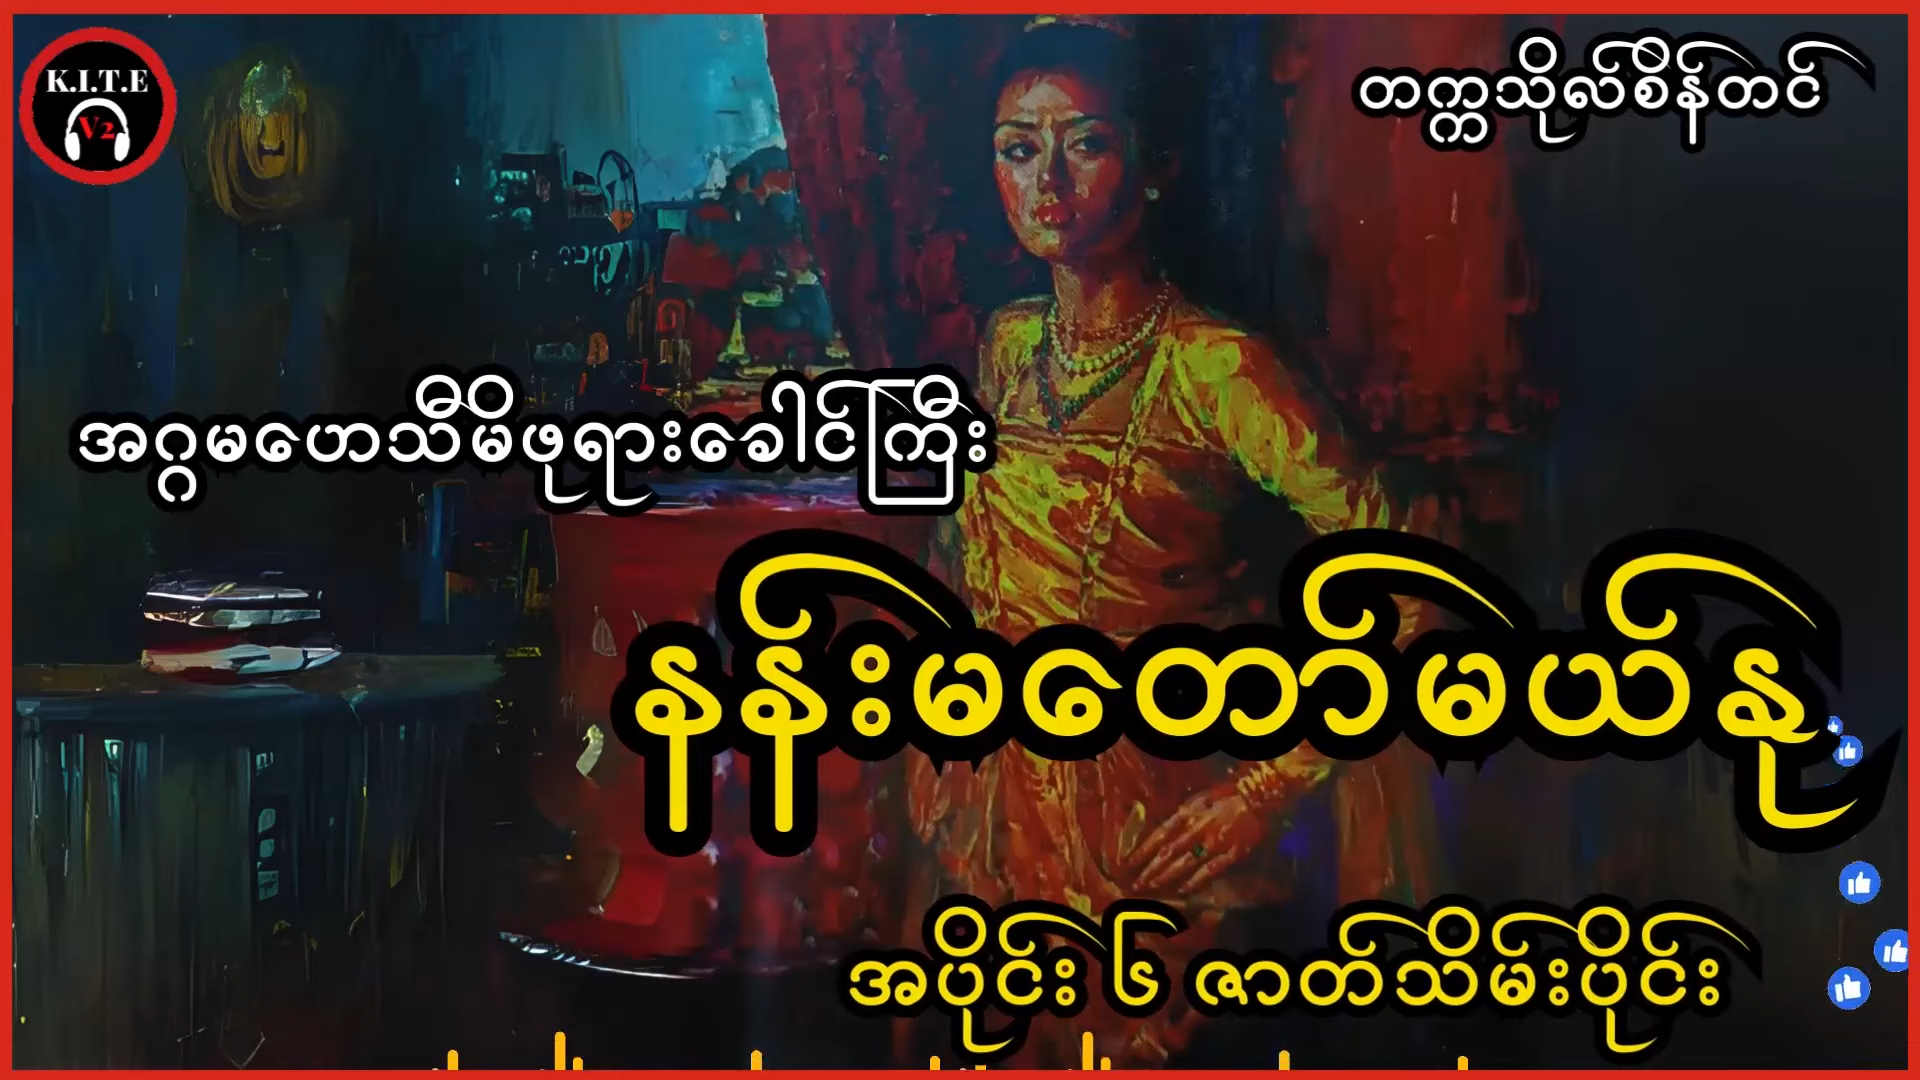 K.I.T.E
V2
တက္ကသိုလ်စိန်တင်
အဂ္ဂမဟေသီမိဖုရားခေါင်ကြီး
နန်းမတော်မယ်နု
အပိုင်း ၆ ဇာတ်သိမ်းပိုင်း